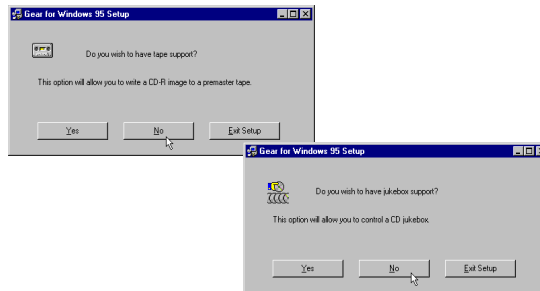 Gear for Windows 95 Setup
Do you wish to have tape support?
This option will allow you to write a CD-R image to a premaster tape.
Yes No Exit Setup
Gear for Windows 95 Setup
Do you wish to have jukebox support?
This option will allow you to control a CD jukebox.
Yes No Exit Setup